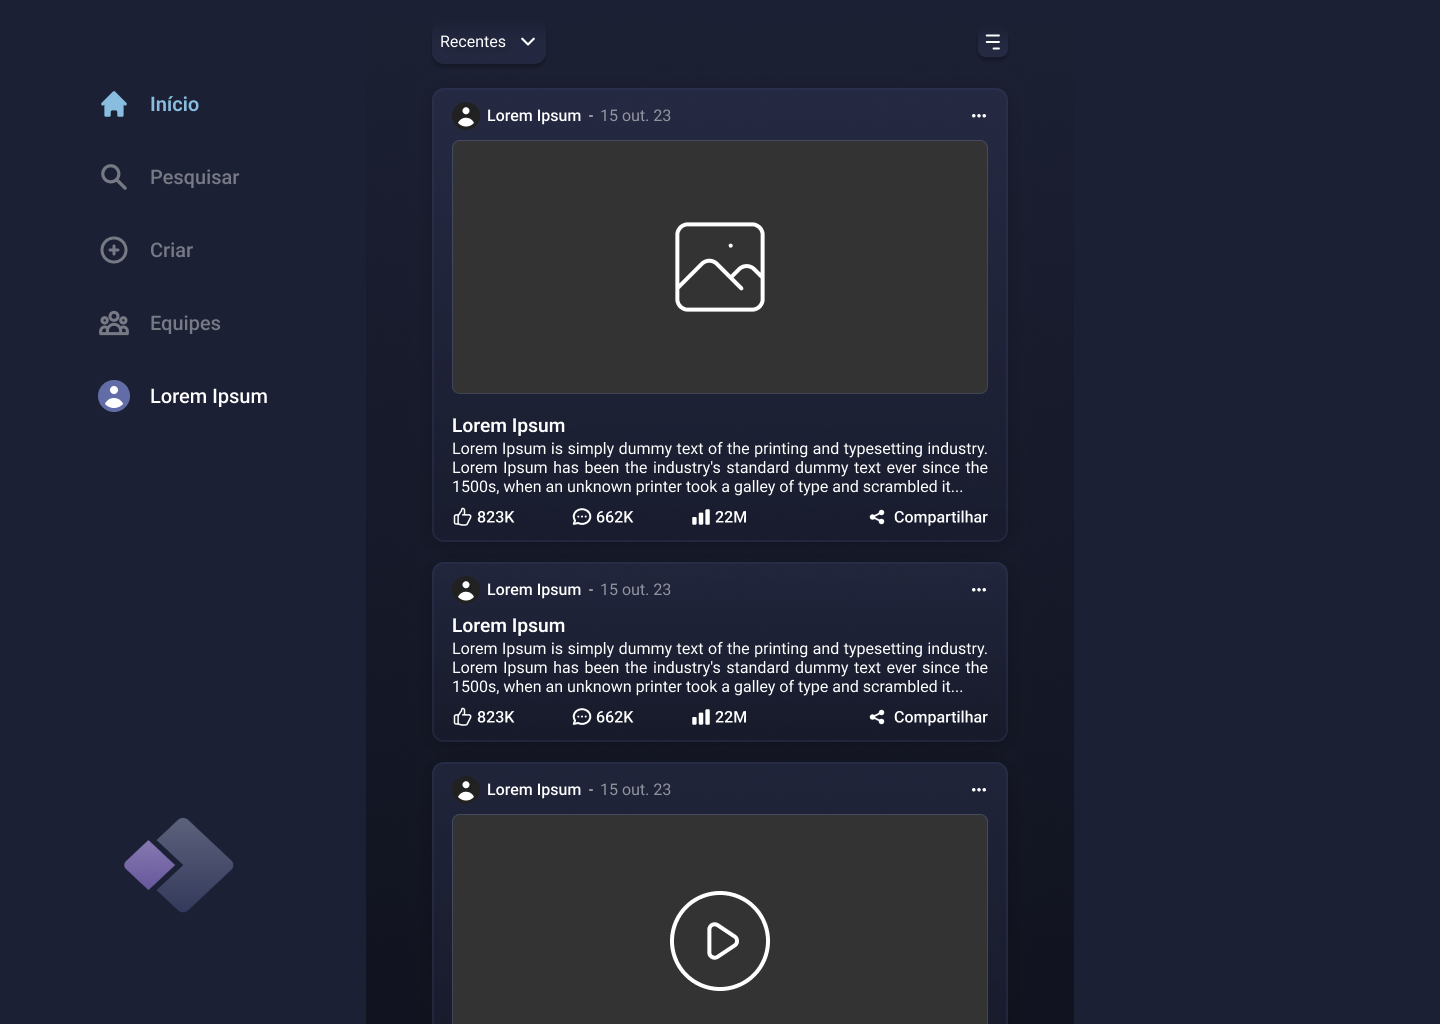 Recentes
Início
Pesquisar
Criar
Equipes
Lorem Ipsum
Lorem Ipsum - 15 out. 23
Lorem Ipsum
Lorem Ipsum is simply dummy text of the printing and typesetting industry.
Lorem Ipsum has been the industry's standard dummy text ever since the
1500s, when an unknown printer took a galley of type and scrambled it...
823K 662K 22M Compartilhar
Lorem Ipsum - 15 out. 23
Lorem Ipsum
Lorem Ipsum is simply dummy text of the printing and typesetting industry.
Lorem Ipsum has been the industry's standard dummy text ever since the
1500s, when an unknown printer took a galley of type and scrambled it...
823K 662K 22M Compartilhar
Lorem Ipsum - 15 out. 23